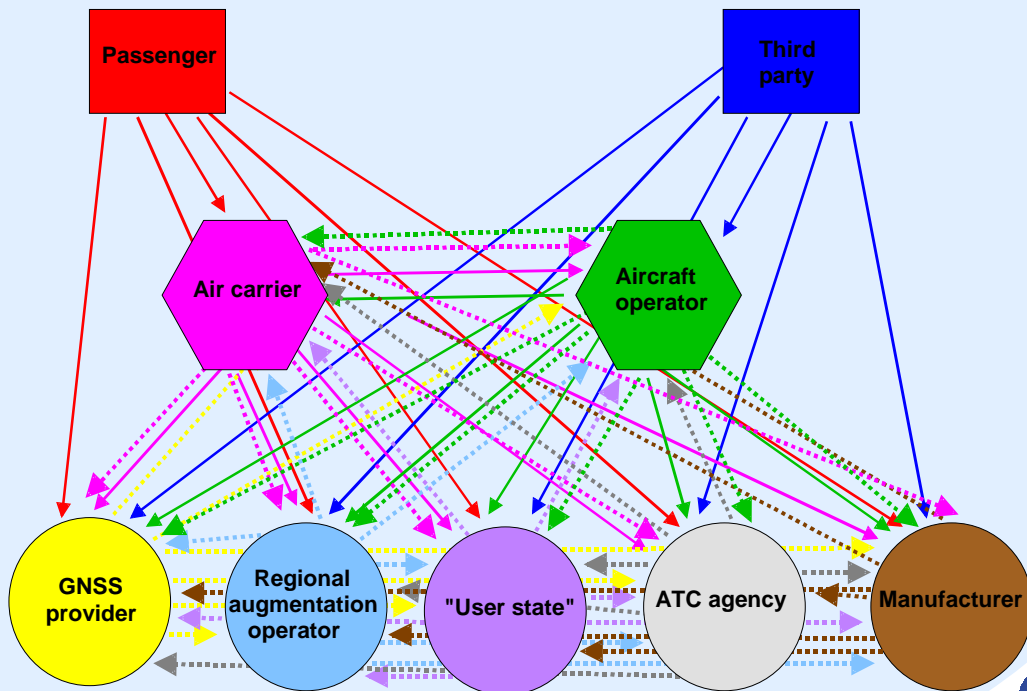 Passenger
Third
party
Air carrier
Aircraft
operator
GNSS
provider
Regional
augmentation
operator
"User state"
ATC agency
Manufacturer